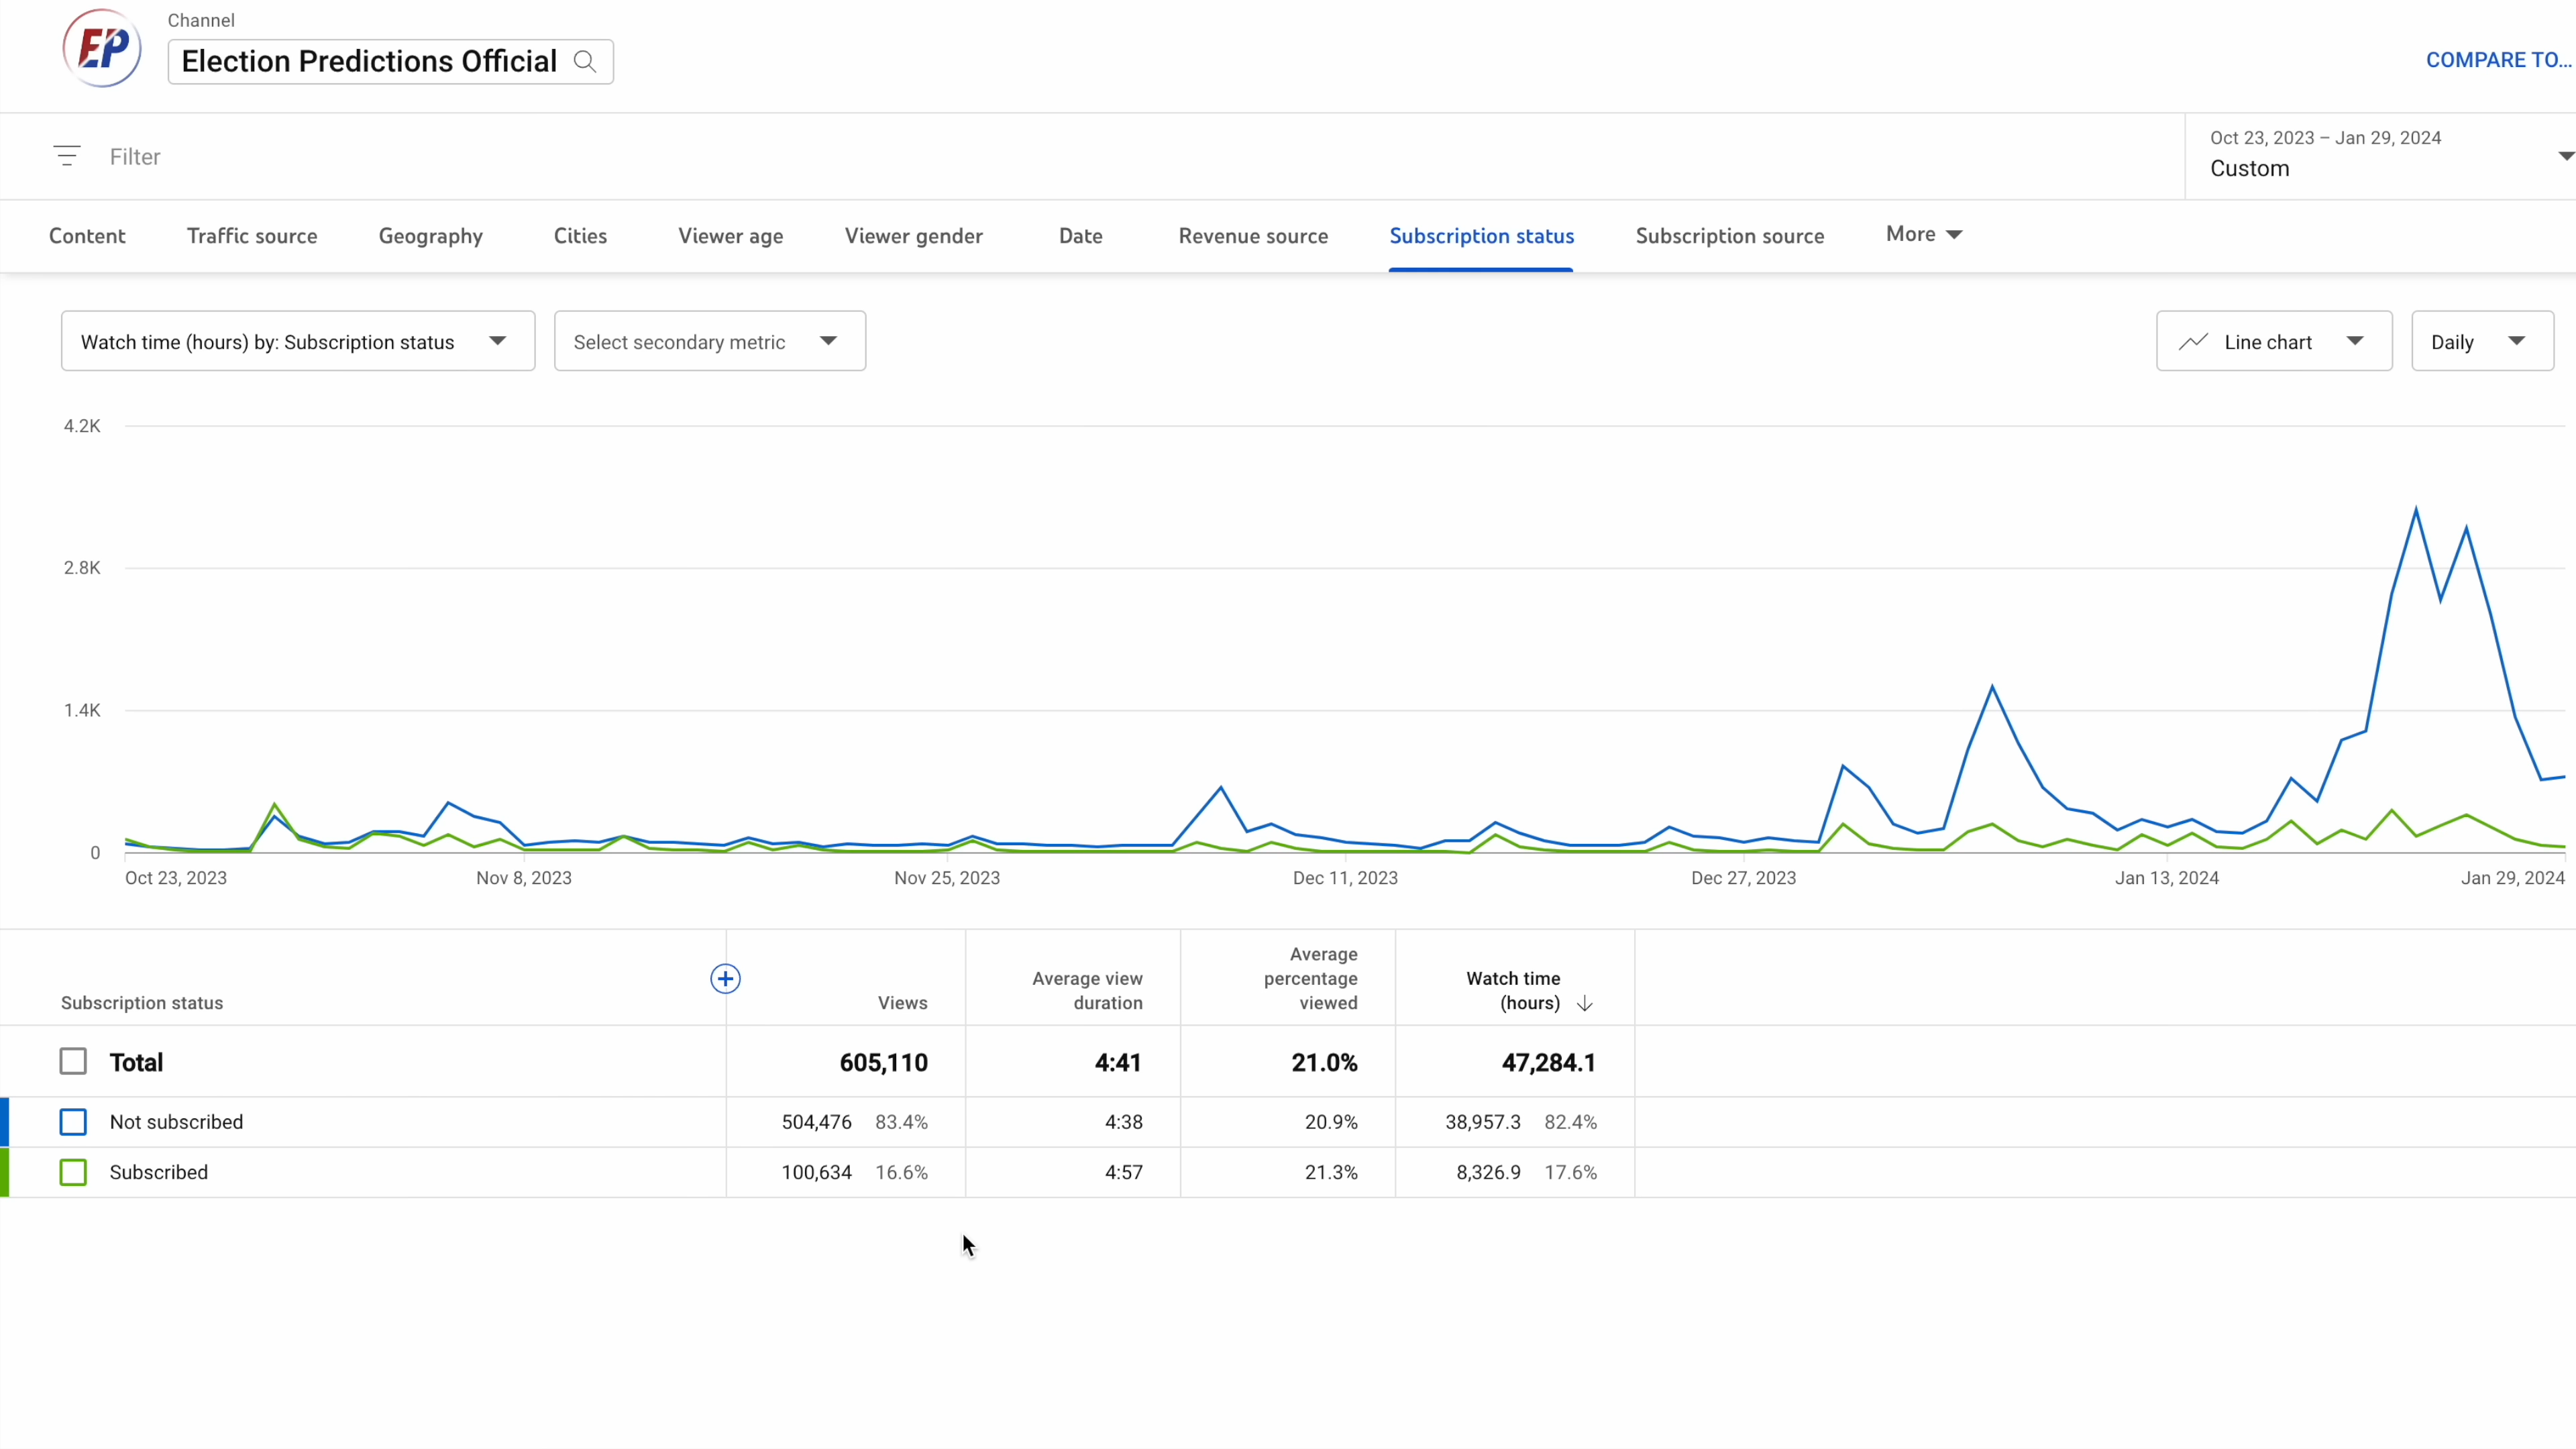 EP
Channel
Election Predictions Official
COMPARE TO...
Filter
Oct 23, 2023 – Jan 29, 2024
Custom
Content Traffic source Geography Cities Viewer age Viewer gender Date Revenue source Subscription status Subscription source More
Watch time (hours) by: Subscription status Select secondary metric Line chart Daily
4.2K
2.8K
1.4K
0
Oct 23, 2023 Nov 8, 2023 Nov 25, 2023 Dec 11, 2023 Dec 27, 2023 Jan 13, 2024 Jan 29, 2024
Subscription status
Views
Average view
duration
Average
percentage
viewed
Watch time
(hours)
Total 605,110 4:41 21.0% 47,284.1
Not subscribed 504,476 83.4% 4:38 20.9% 38,957.3 82.4%
Subscribed 100,634 16.6% 4:57 21.3% 8,326.9 17.6%